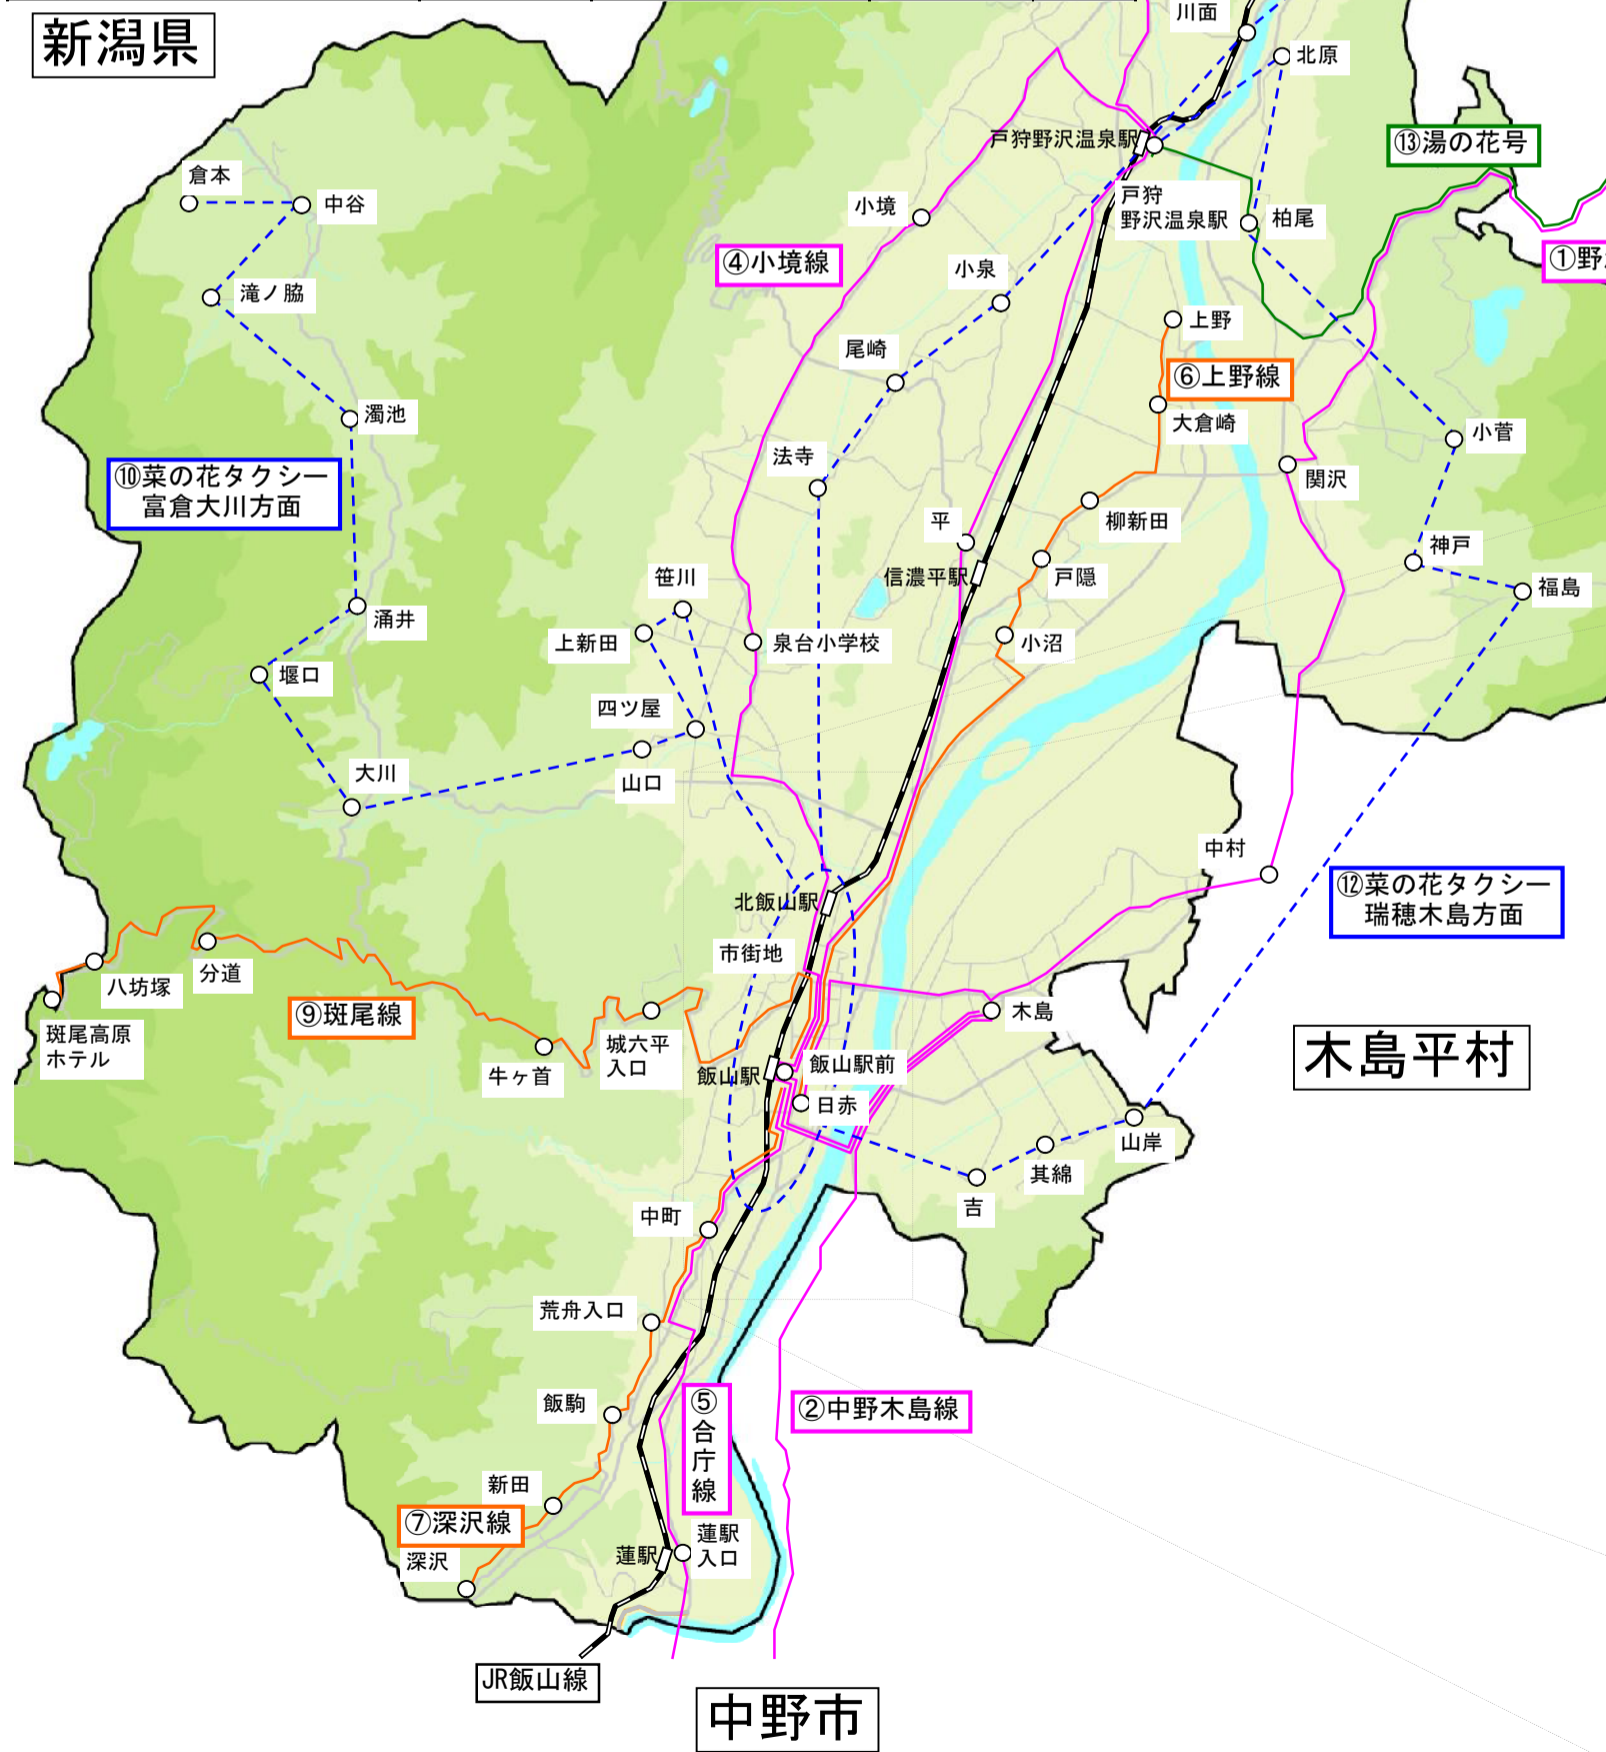 新潟県
川面
北原
戸狩野沢温泉駅
⑬湯の花号
倉本
中谷
小境
戸狩
野沢温泉駅
柏尾
④小境線
①野
小泉
滝ノ脇
上野
尾崎
⑥上野線
濁池
大倉崎
小菅
法寺
⑩菜の花タクシー
富倉大川方面
関沢
平
柳新田
神戸
信濃平駅
戸隠
笹川
福島
涌井
上新田
泉台小学校
小沼
堰口
四ツ屋
大川
山口
中村
⑫菜の花タクシー
瑞穂木島方面
北飯山駅
市街地
分道
八坊塚
⑨斑尾線
木島
斑尾高原
ホテル
城六平
入口
牛ヶ首
飯山駅
飯山駅前
木島平村
日赤
山岸
其綿
吉
中町
荒舟入口
飯駒
⑤
合
庁
線
②中野木島線
新田
⑦深沢線
深沢
蓮駅
蓮駅
入口
JR飯山線
中野市